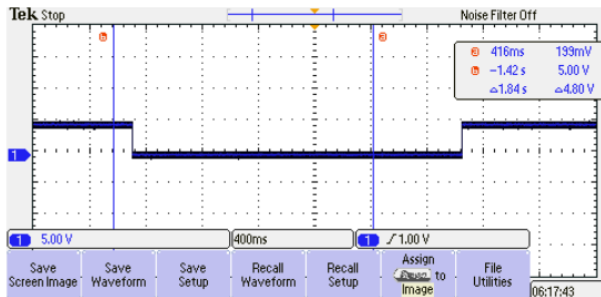 Tek Stop
Noise Filter Off
a 416ms 199mV
b −1.42 s 5.00 V
△1.84 s △4.80 V
b
a
1
1 5.00 V
400ms
1 ∫ 1.00 V
Save Screen Image
Save Waveform
Save Setup
Recall Waveform
Recall Setup
Assign
to
Image
File Utilities
06:17:43